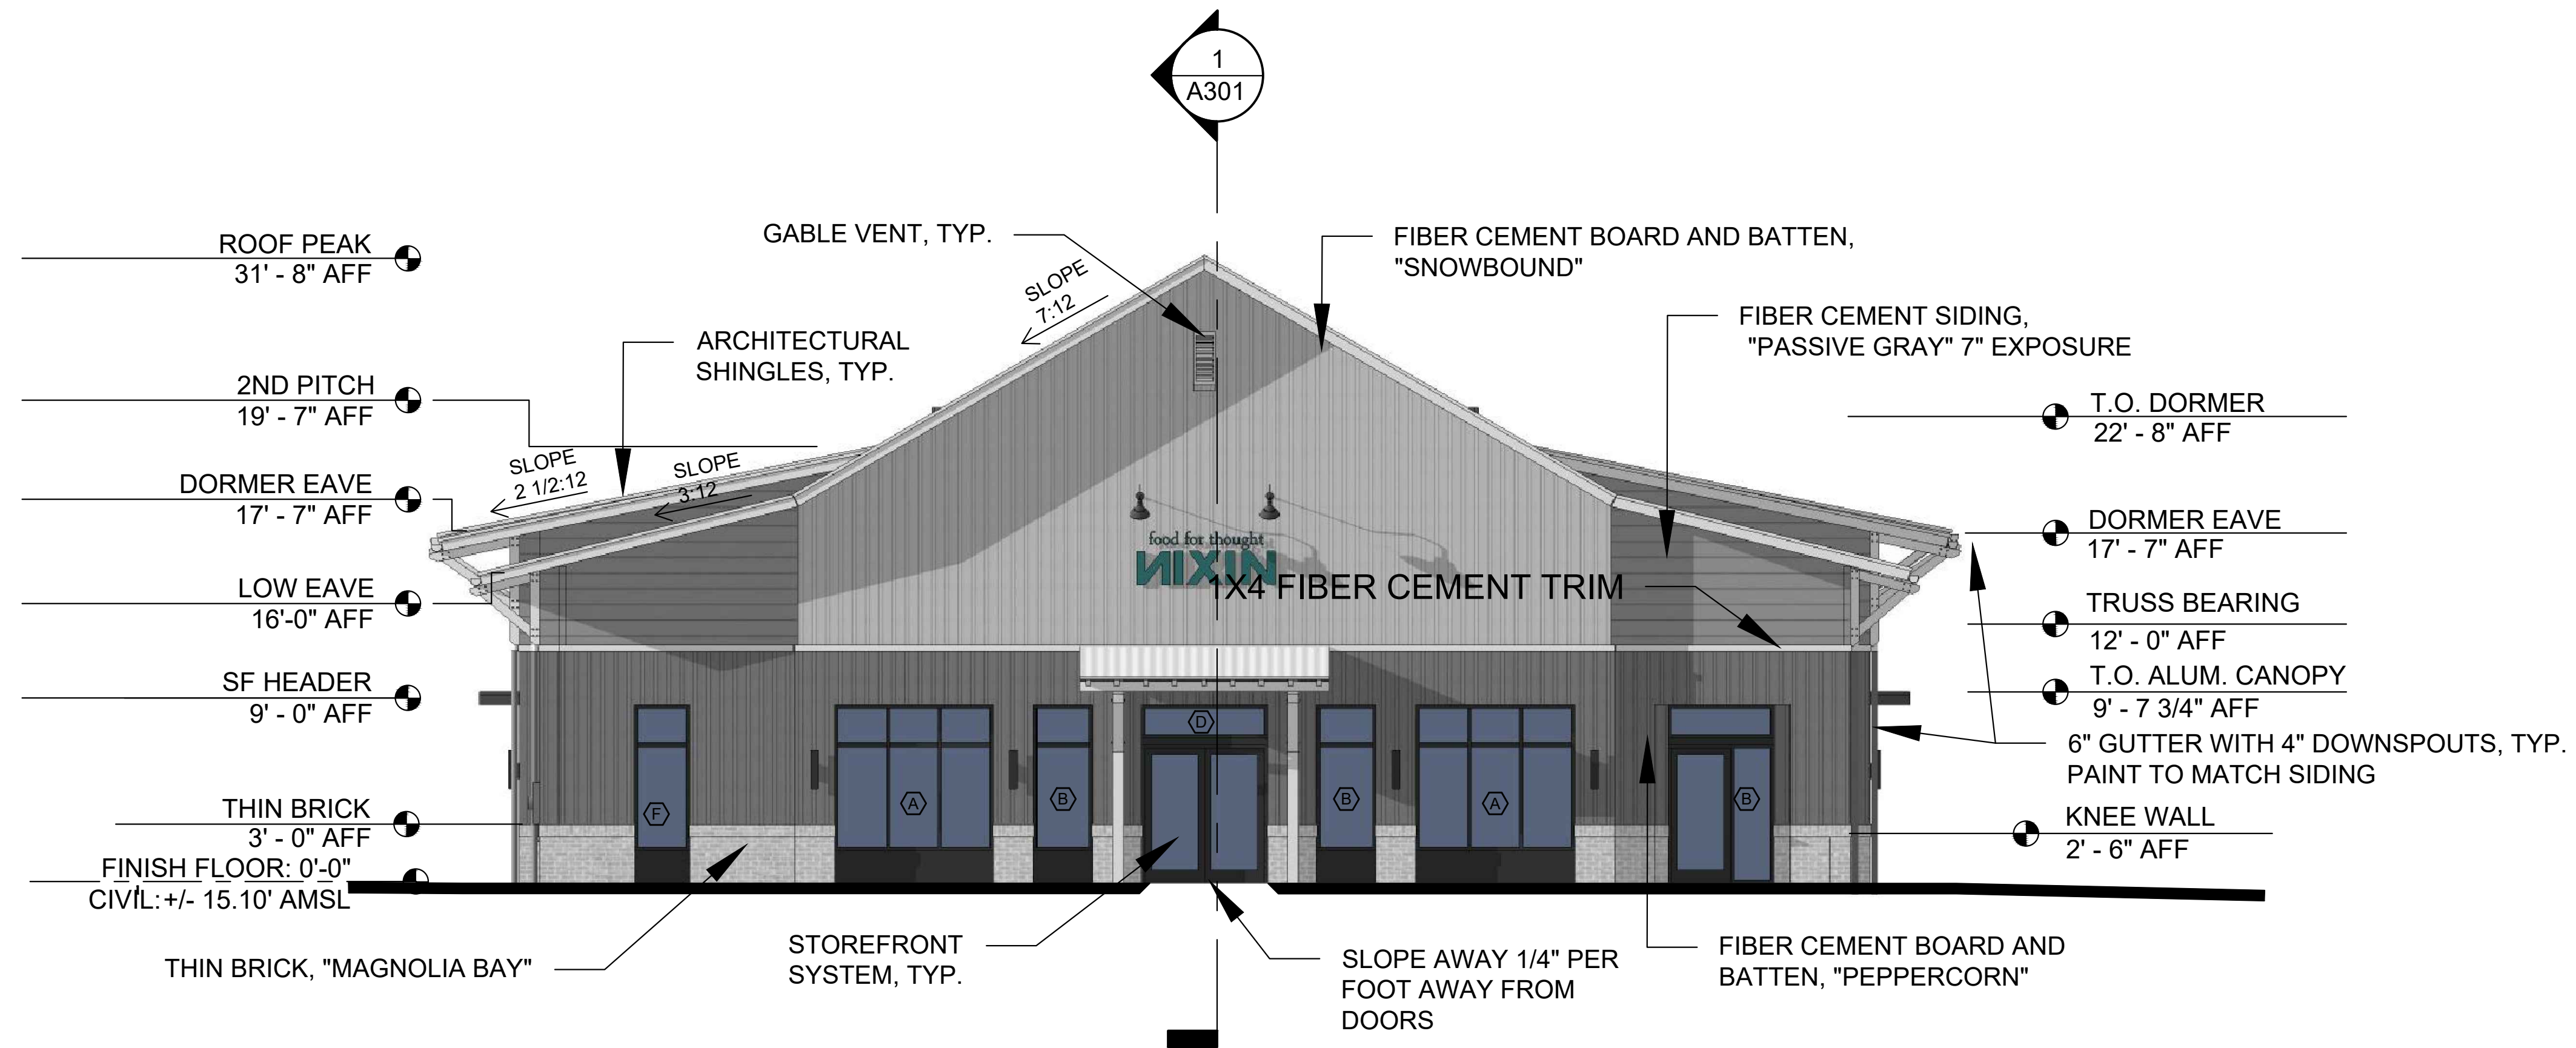 1
A301
ROOF PEAK
31' - 8" AFF
2ND PITCH
19' - 7" AFF
DORMER EAVE
17' - 7" AFF
LOW EAVE
16'-0" AFF
SF HEADER
9' - 0" AFF
THIN BRICK
3' - 0" AFF
FINISH FLOOR: 0'-0"
CIVIL:+/- 15.10' AMSL
GABLE VENT, TYP.
SLOPE
7:12
ARCHITECTURAL
SHINGLES, TYP.
SLOPE
2 1/2:12
SLOPE
3:12
FIBER CEMENT BOARD AND BATTEN,
"SNOWBOUND"
FIBER CEMENT SIDING,
"PASSIVE GRAY" 7" EXPOSURE
food for thought
NIXIN
1X4 FIBER CEMENT TRIM
T.O. DORMER
22' - 8" AFF
DORMER EAVE
17' - 7" AFF
TRUSS BEARING
12' - 0" AFF
T.O. ALUM. CANOPY
9' - 7 3/4" AFF
6" GUTTER WITH 4" DOWNSPOUTS, TYP.
PAINT TO MATCH SIDING
KNEE WALL
2' - 6" AFF
D
F
A
B
B
A
B
THIN BRICK, "MAGNOLIA BAY"
STOREFRONT
SYSTEM, TYP.
SLOPE AWAY 1/4" PER
FOOT AWAY FROM
DOORS
FIBER CEMENT BOARD AND
BATTEN, "PEPPERCORN"